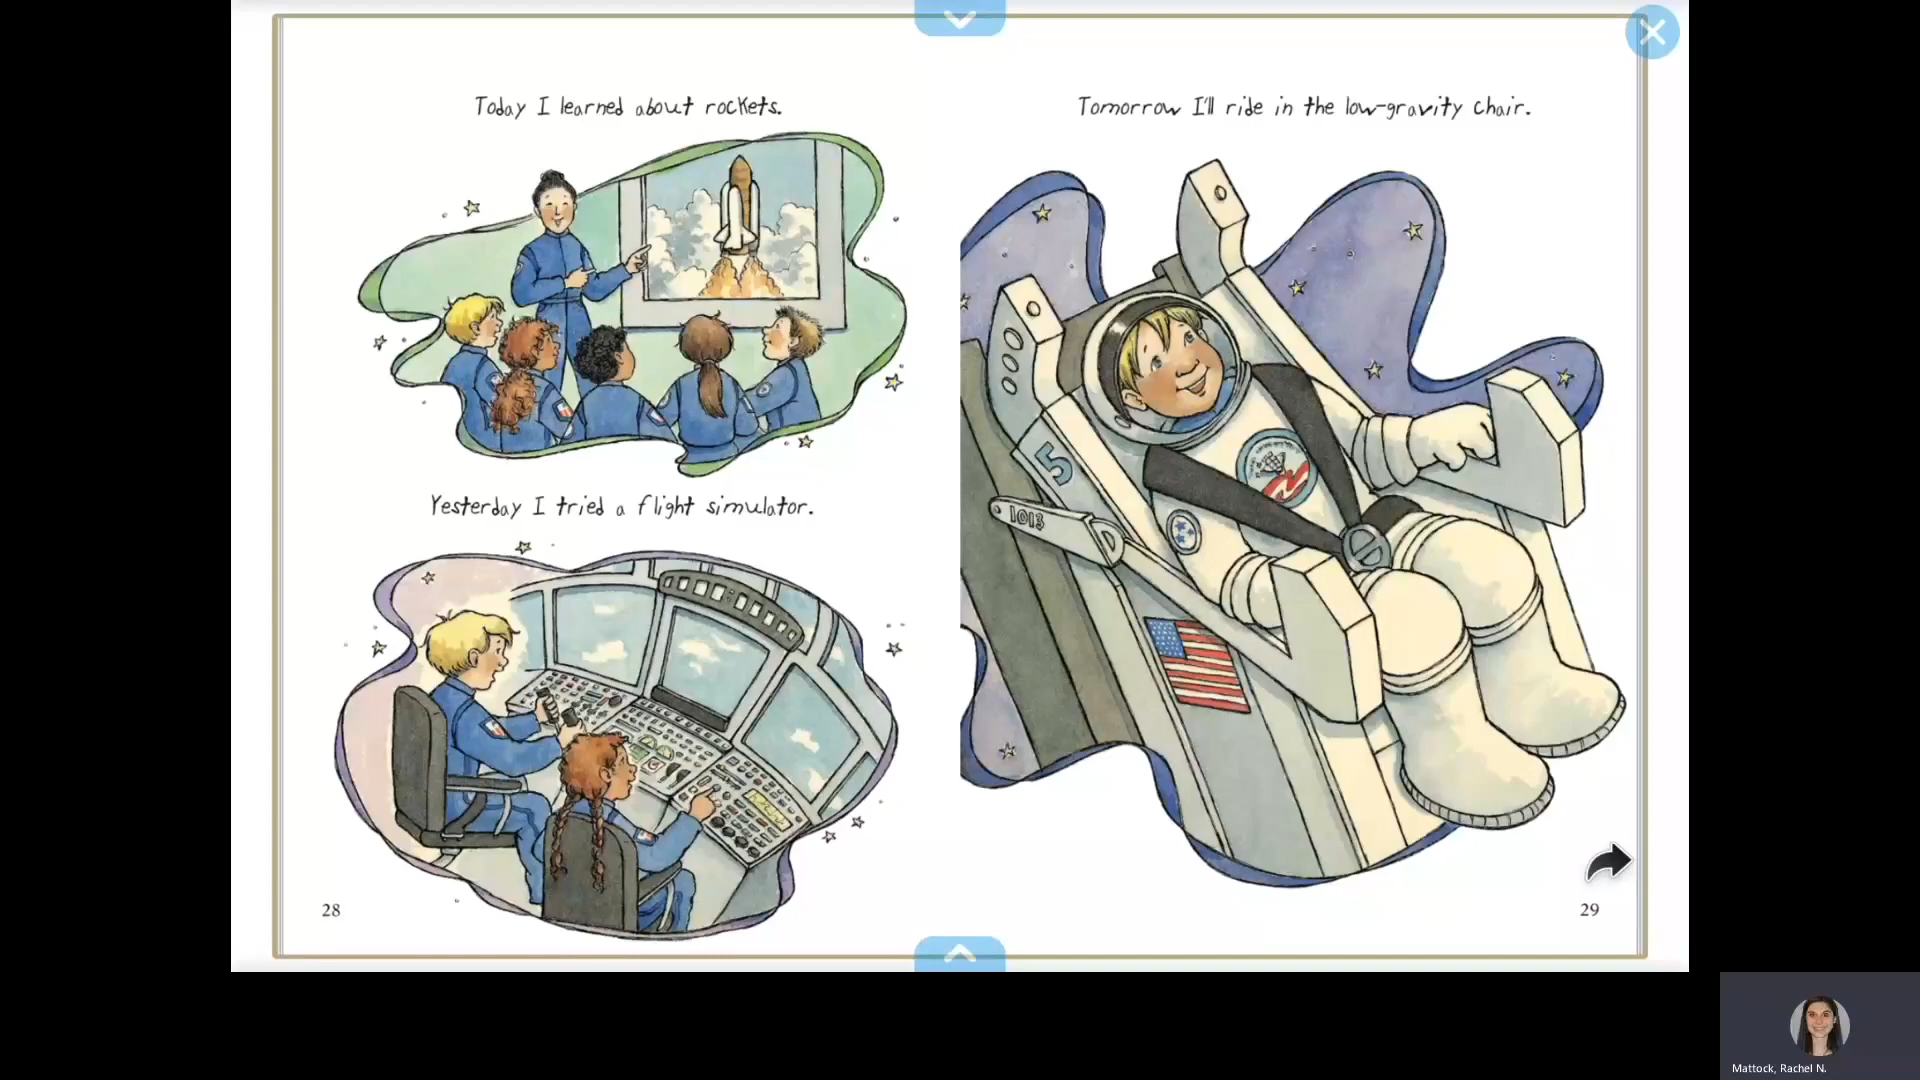 Today I learned about rockets.
Yesterday I tried a flight simulator.
28
Tomorrow I'll ride in the low-gravity chair.
5
1013
29
Mattock, Rachel N.